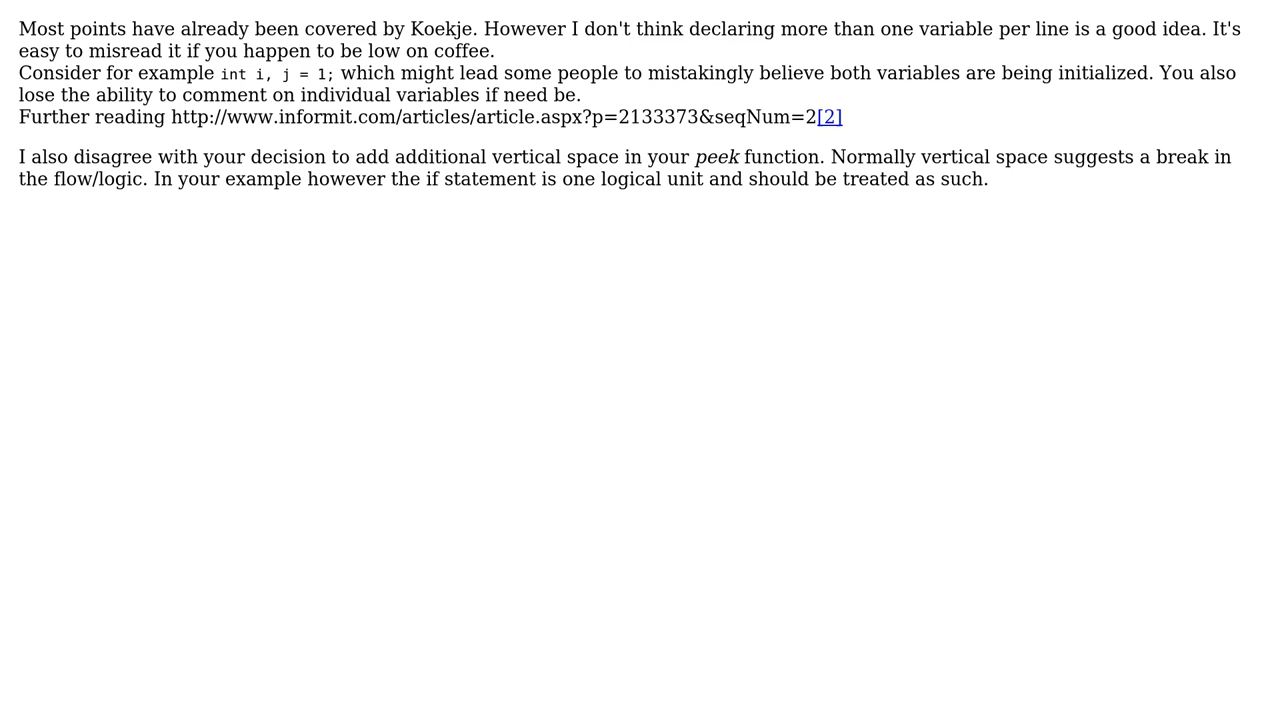 Most points have already been covered by Koekje. However I don't think declaring more than one variable per line is a good idea. It's
easy to misread it if you happen to be low on coffee.
Consider for example int i, j = 1; which might lead some people to mistakingly believe both variables are being initialized. You also
lose the ability to comment on individual variables if need be.
Further reading http://www.informit.com/articles/article.aspx?p=2133373&seqNum=2[2]
I also disagree with your decision to add additional vertical space in your peek function. Normally vertical space suggests a break in
the flow/logic. In your example however the if statement is one logical unit and should be treated as such.